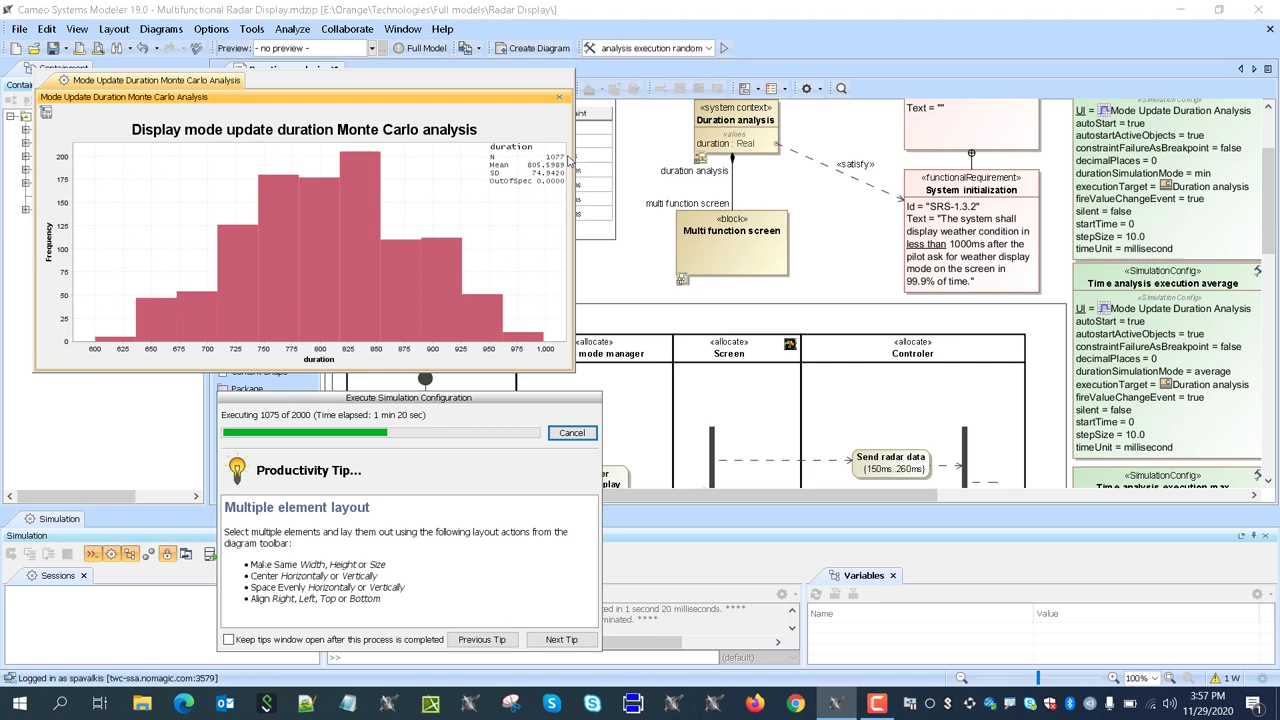 Cameo Systems Modeler 19.0 - Multifunctional Radar Display.mdzip [E:\Orange\Technologies\Full models\Radar Display\]
File Edit View Layout Diagrams Options Tools Analyze Collaborate Window Help
Preview: - no preview - Full Model Create Diagram analysis execution random
Mode Update Duration Monte Carlo Analysis
Mode Update Duration Monte Carlo Analysis
Display mode update duration Monte Carlo analysis
duration
N 1077
Mean 805.5989
SD 74.9420
OutOfSpec 0.0000
Frequency
200
175
150
125
100
75
50
25
0
600 625 650 675 700 725 750 775 800 825 850 875 900 925 950 975 1,000
duration
«system context»
Duration analysis
values
duration : Real
duration analysis
multi function screen
«block»
Multi function screen
«satisfy»
Text = ""
«functionalRequirement»
System initialization
Id = "SRS-1.3.2"
Text = "The system shall
display weather condition in
less than 1000ms after the
pilot ask for weather display
mode on the screen in
99.9% of time."
«SimulationConfig»
UI = Mode Update Duration Analysis
autoStart = true
autostartActiveObjects = true
constraintFailureAsBreakpoint = false
decimalPlaces = 0
durationSimulationMode = min
executionTarget = Duration analysis
fireValueChangeEvent = true
silent = false
startTime = 0
stepSize = 10.0
timeUnit = millisecond
«SimulationConfig»
Time analysis execution average
«SimulationConfig»
UI = Mode Update Duration Analysis
autoStart = true
autostartActiveObjects = true
constraintFailureAsBreakpoint = false
decimalPlaces = 0
durationSimulationMode = average
executionTarget = Duration analysis
fireValueChangeEvent = true
silent = false
startTime = 0
stepSize = 10.0
timeUnit = millisecond
«SimulationConfig»
Time analysis execution max
«allocate»
mode manager
«allocate»
Screen
«allocate»
Controler
Send radar data
{150ms..260ms}
Package
Execute Simulation Configuration
Executing 1075 of 2000 (Time elapsed: 1 min 20 sec)
Cancel
Productivity Tip...
Multiple element layout
Select multiple elements and lay them out using the following layout actions from the
diagram toolbar:
• Make Same Width, Height or Size
• Center Horizontally or Vertically
• Space Evenly Horizontally or Vertically
• Align Right, Left, Top or Bottom
Keep tips window open after this process is completed Previous Tip Next Tip
Simulation
Simulation
Sessions
in 1 second 20 milliseconds. ****
****
>> (default)
Variables
Name Value
Logged in as spavalkis [twc-ssa.nomagic.com:3579] 100% 1 W
3:57 PM
11/29/2020